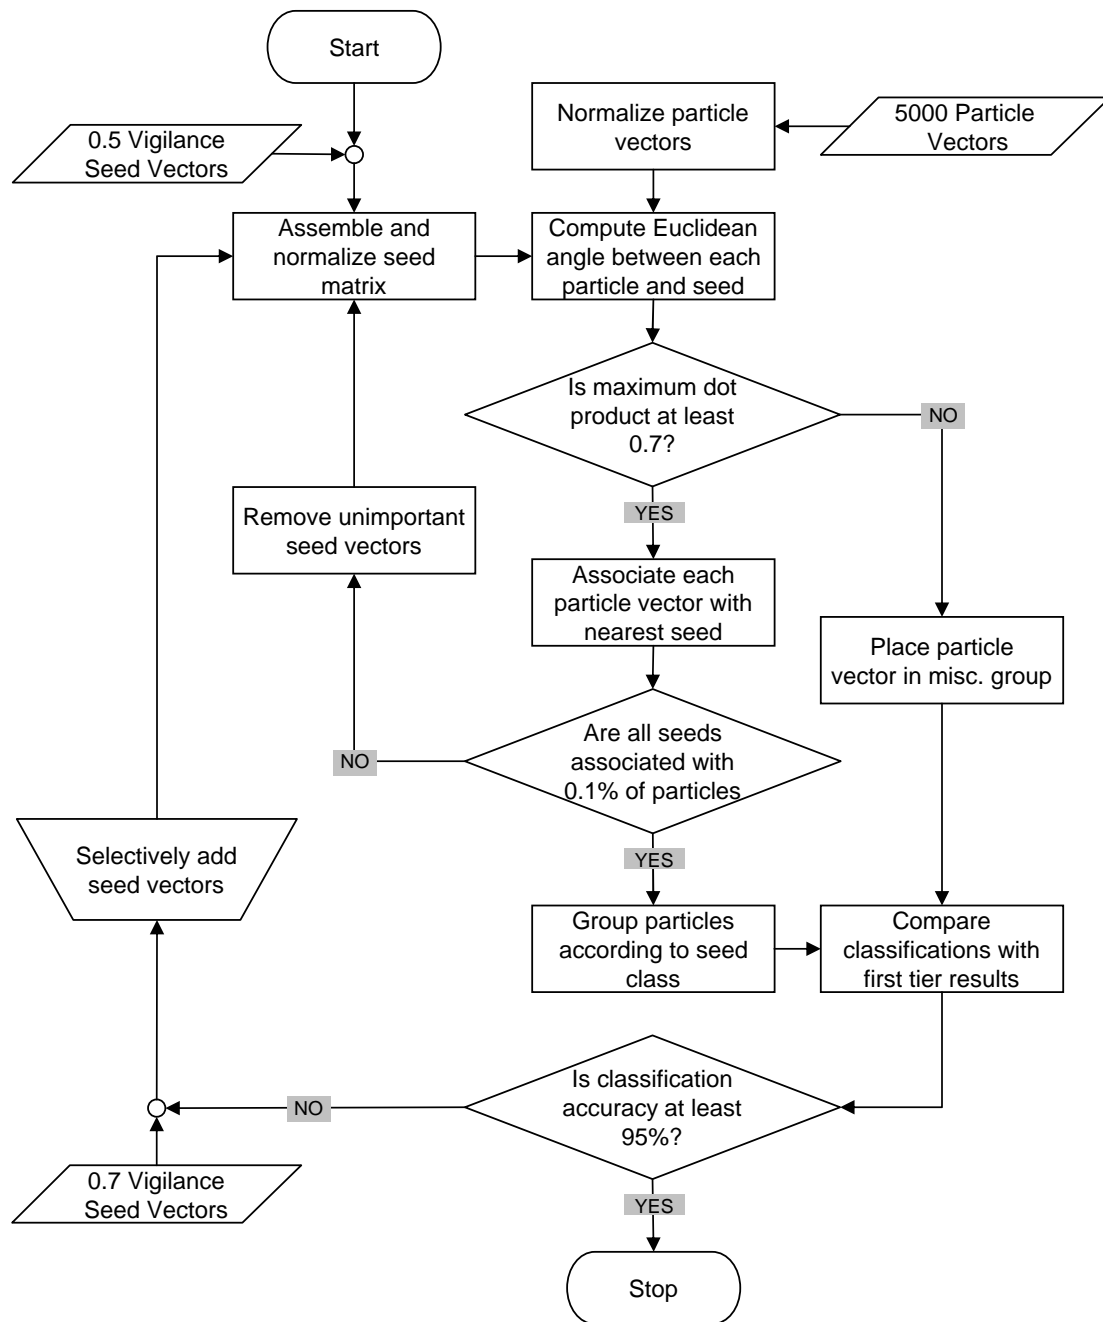 Start
0.5 Vigilance
Seed Vectors
Normalize particle
vectors
5000 Particle
Vectors
Assemble and
normalize seed
matrix
Compute Euclidean
angle between each
particle and seed
Is maximum dot
product at least
0.7?
NO
YES
Remove unimportant
seed vectors
Associate each
particle vector with
nearest seed
Place particle
vector in misc. group
Are all seeds
associated with
0.1% of particles
NO
YES
Selectively add
seed vectors
Group particles
according to seed
class
Compare
classifications with
first tier results
Is classification
accuracy at least
95%?
NO
0.7 Vigilance
Seed Vectors
YES
Stop